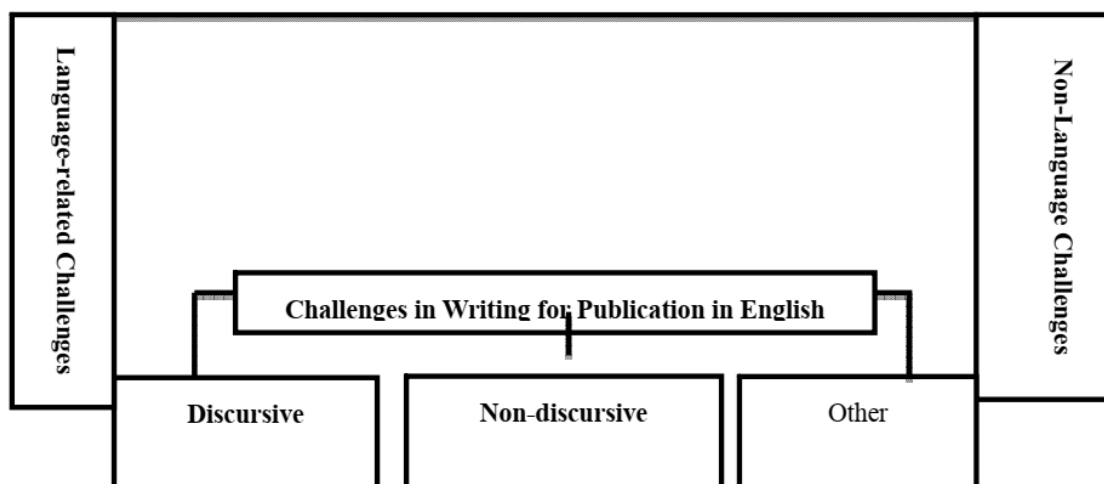 Language-related Challenges
Non-Language Challenges
Challenges in Writing for Publication in English
Discursive
Non-discursive
Other